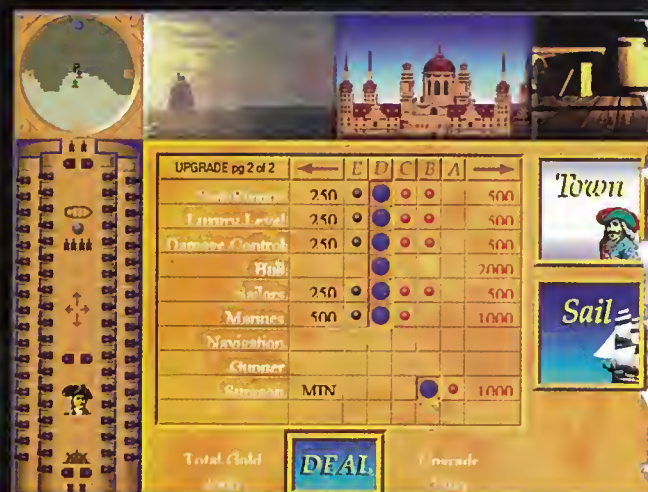 P
UPGRADE pg 2 of 2 E D C B A
250 500
Luxury Level 250 500
Damage Control 250 500
Hull 2000
Sailors 250 500
Marines 500 1000
Navigation
Gunner
Surgeon MIN 1000
Town
Sail
Total Gold
DEAL
Upgrade